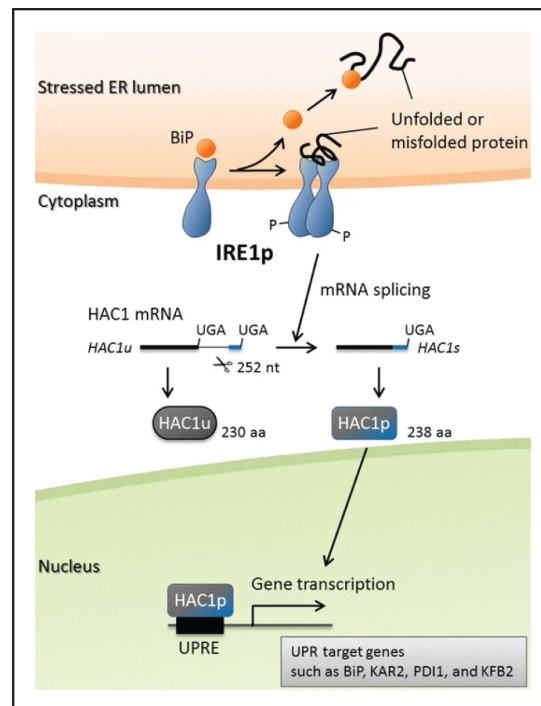 Stressed ER lumen
BiP
Unfolded or
misfolded protein
Cytoplasm
P
P
IRE1p
mRNA splicing
HAC1 mRNA
UGA
UGA
UGA
HAC1u
HAC1s
252 nt
HAC1u
230 aa
HAC1p
238 aa
Nucleus
Gene transcription
HAC1p
UPRE
UPR target genes
such as BiP, KAR2, PDI1, and KFB2